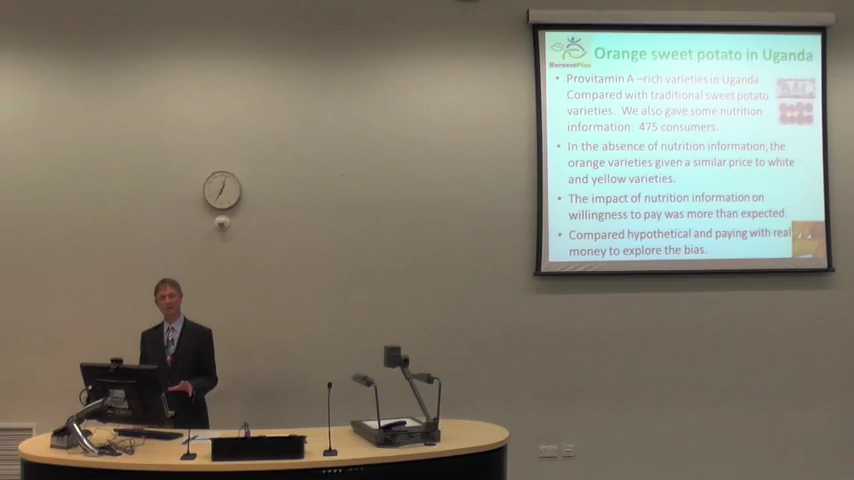 HarvestPlus
Orange sweet potato in Uganda
• Provitamin A –rich varieties in Uganda.
Compared with traditional sweet potato
varieties. We also gave some nutrition
information. 475 consumers.
• In the absence of nutrition information, the
orange varieties given a similar price to white
and yellow varieties.
• The impact of nutrition information on
willingness to pay was more than expected.
• Compared hypothetical and paying with real
money to explore the bias.